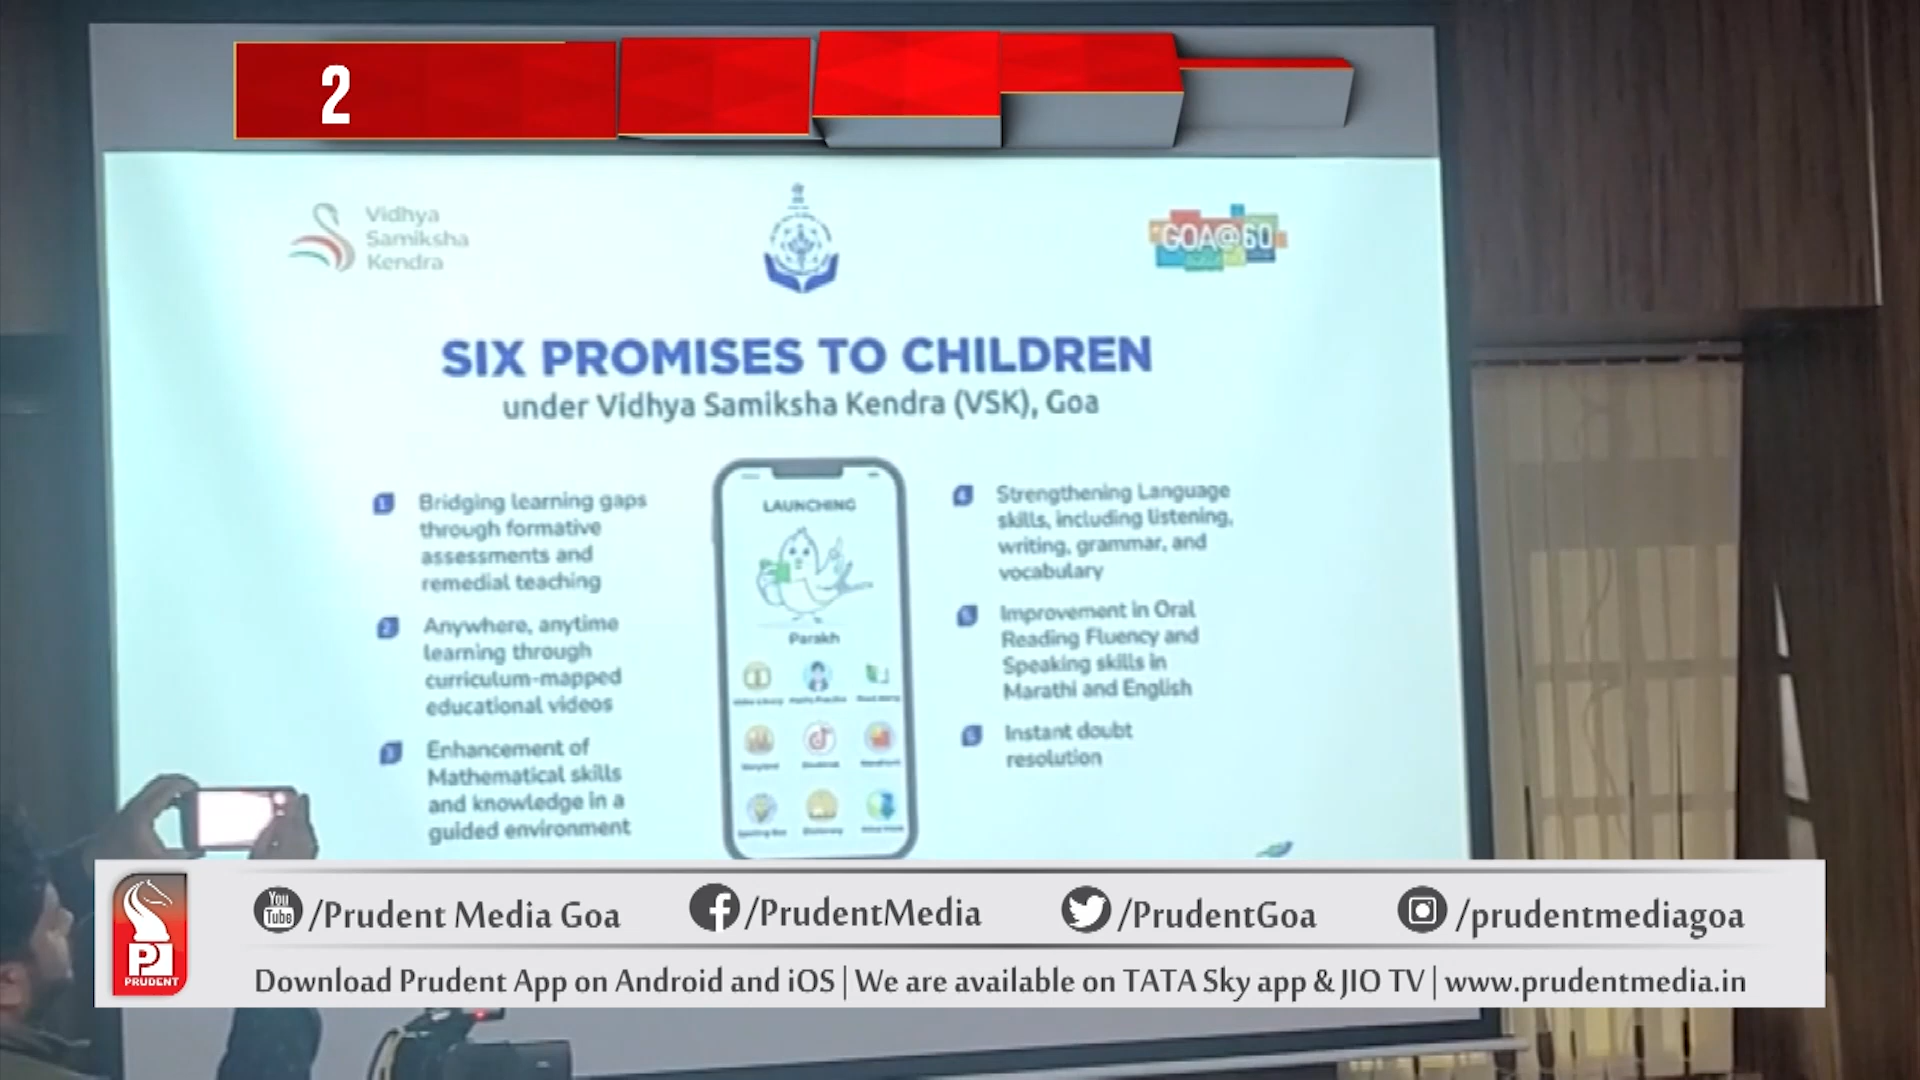 2
Vidhya
Samiksha
Kendra
GOA@60
SIX PROMISES TO CHILDREN
under Vidhya Samiksha Kendra (VSK), Goa
1 Bridging learning gaps
through formative
assessments and
remedial teaching
2 Anywhere, anytime
learning through
curriculum-mapped
educational videos
3 Enhancement of
Mathematical skills
and knowledge in a
guided environment
LAUNCHING
Parakh
Dictionary
4 Strengthening Language
skills, including listening,
writing, grammar, and
vocabulary
5 Improvement in Oral
Reading Fluency and
Speaking skills in
Marathi and English
6 Instant doubt
resolution
PJ
PRUDENT
You
Tube
/Prudent Media Goa
/PrudentMedia
/PrudentGoa
/prudentmediagoa
Download Prudent App on Android and iOS | We are available on TATA Sky app & JIO TV | www.prudentmedia.in